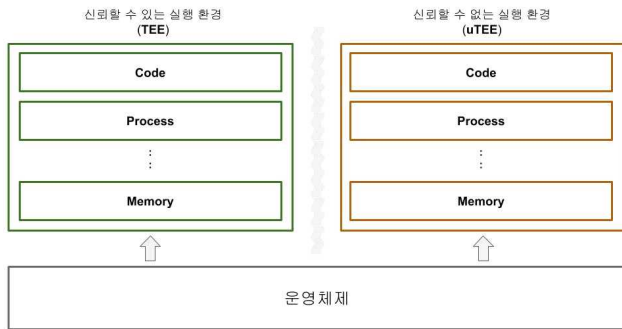 신뢰할 수 있는 실행 환경
(TEE)
Code
Process
Memory
신뢰할 수 없는 실행 환경
(uTEE)
Code
Process
Memory
운영체제